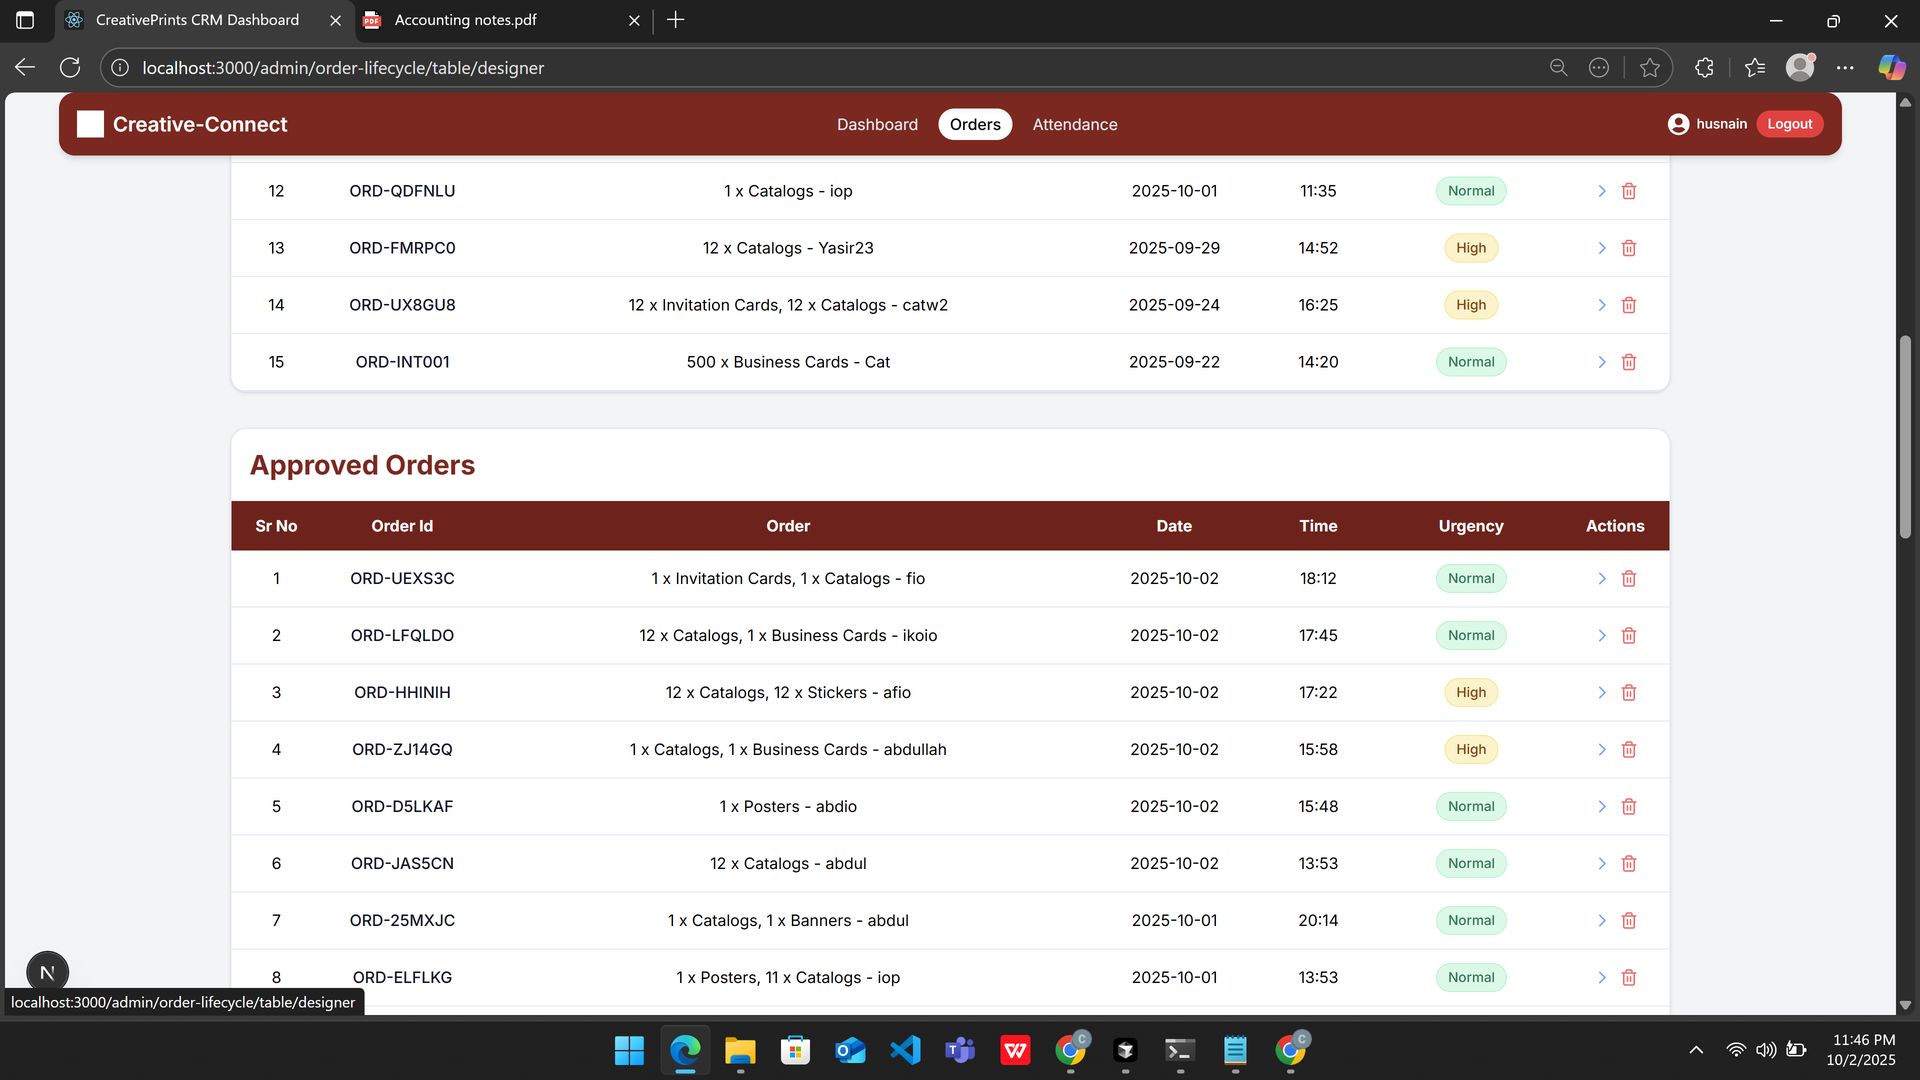 CreativePrints CRM Dashboard
Accounting notes.pdf
localhost:3000/admin/order-lifecycle/table/designer
Creative-Connect
Dashboard Orders Attendance
husnain Logout
12 ORD-QDFNLU 1 x Catalogs - iop 2025-10-01 11:35 Normal
13 ORD-FMRPC0 12 x Catalogs - Yasir23 2025-09-29 14:52 High
14 ORD-UX8GU8 12 x Invitation Cards, 12 x Catalogs - catw2 2025-09-24 16:25 High
15 ORD-INT001 500 x Business Cards - Cat 2025-09-22 14:20 Normal
Approved Orders
Sr No Order Id Order Date Time Urgency Actions
1 ORD-UEXS3C 1 x Invitation Cards, 1 x Catalogs - fio 2025-10-02 18:12 Normal
2 ORD-LFQLDO 12 x Catalogs, 1 x Business Cards - ikoio 2025-10-02 17:45 Normal
3 ORD-HHINIH 12 x Catalogs, 12 x Stickers - afio 2025-10-02 17:22 High
4 ORD-ZJ14GQ 1 x Catalogs, 1 x Business Cards - abdullah 2025-10-02 15:58 High
5 ORD-D5LKAF 1 x Posters - abdio 2025-10-02 15:48 Normal
6 ORD-JAS5CN 12 x Catalogs - abdul 2025-10-02 13:53 Normal
7 ORD-25MXJC 1 x Catalogs, 1 x Banners - abdul 2025-10-01 20:14 Normal
8 ORD-ELFLKG 1 x Posters, 11 x Catalogs - iop 2025-10-01 13:53 Normal
N
localhost:3000/admin/order-lifecycle/table/designer
11:46 PM
10/2/2025